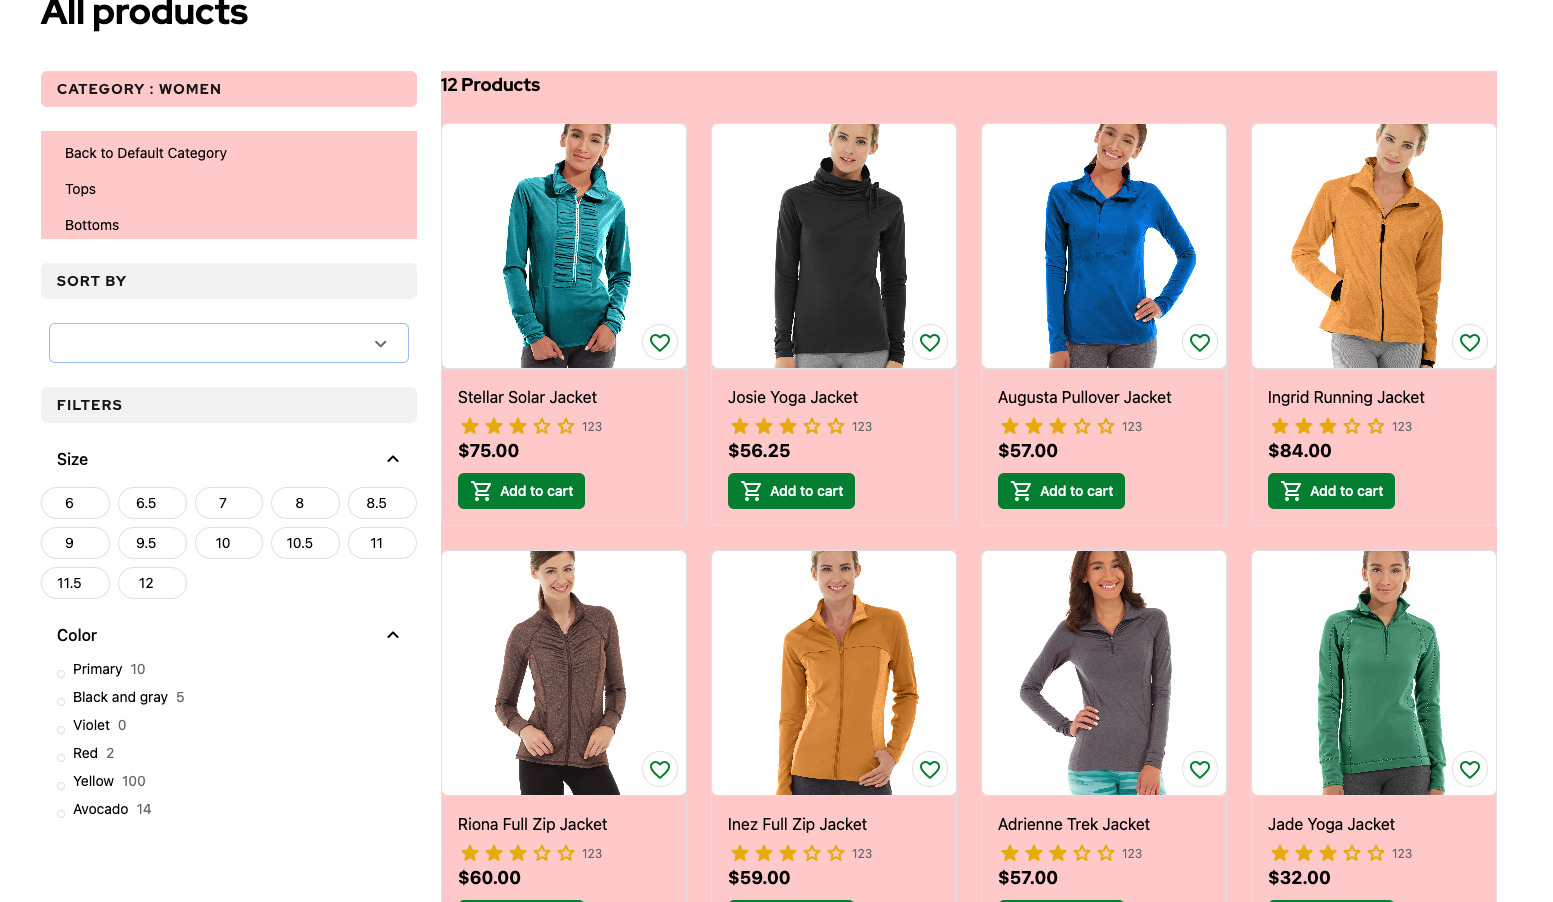 All products
CATEGORY : WOMEN
Back to Default Category
Tops
Bottoms
SORT BY
FILTERS
Size
6 6.5 7 8 8.5
9 9.5 10 10.5 11
11.5 12
Color
Primary 10
Black and gray 5
Violet 0
Red 2
Yellow 100
Avocado 14
12 Products
Stellar Solar Jacket
123
$75.00
Add to cart
Josie Yoga Jacket
123
$56.25
Add to cart
Augusta Pullover Jacket
123
$57.00
Add to cart
Ingrid Running Jacket
123
$84.00
Add to cart
Riona Full Zip Jacket
123
$60.00
Inez Full Zip Jacket
123
$59.00
Adrienne Trek Jacket
123
$57.00
Jade Yoga Jacket
123
$32.00